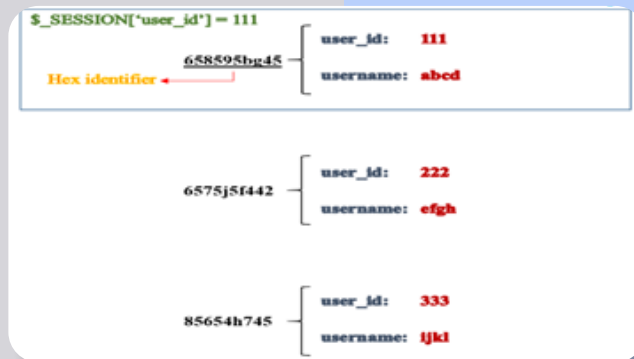 $_SESSION['user_id'] = 111
user_id: 111
658595bg45
Hex identifier
username: abcd
user_id: 222
6575j5f442
username: efgh
user_id: 333
85654h745
username: ijkl